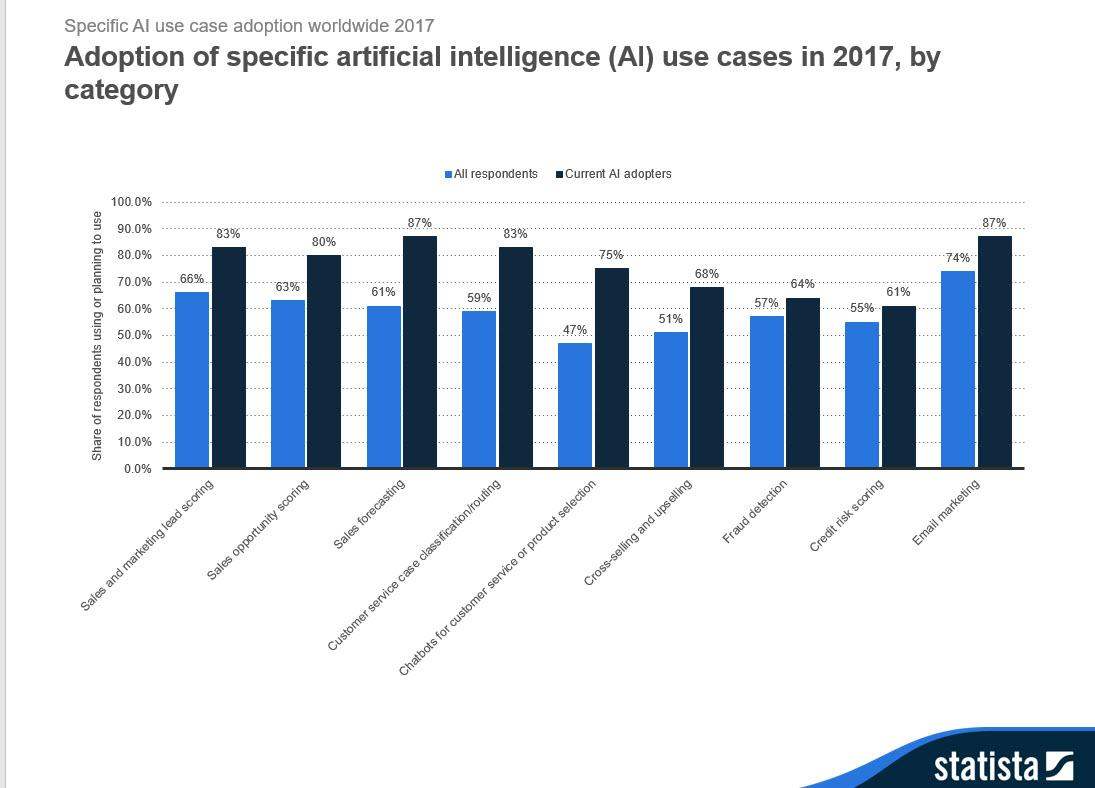 Specific AI use case adoption worldwide 2017
Adoption of specific artificial intelligence (AI) use cases in 2017, by
category
All respondents
Current AI adopters
Share of respondents using or planning to use
100.0%
90.0%
80.0%
70.0%
60.0%
50.0%
40.0%
30.0%
20.0%
10.0%
0.0%
66%
83%
63%
80%
61%
87%
59%
83%
47%
75%
51%
68%
57%
64%
55%
61%
74%
87%
Sales and marketing lead scoring
Sales opportunity scoring
Sales forecasting
Customer service case classification/routing
Chatbots for customer service or product selection
Cross-selling and upselling
Fraud detection
Credit risk scoring
Email marketing
statista